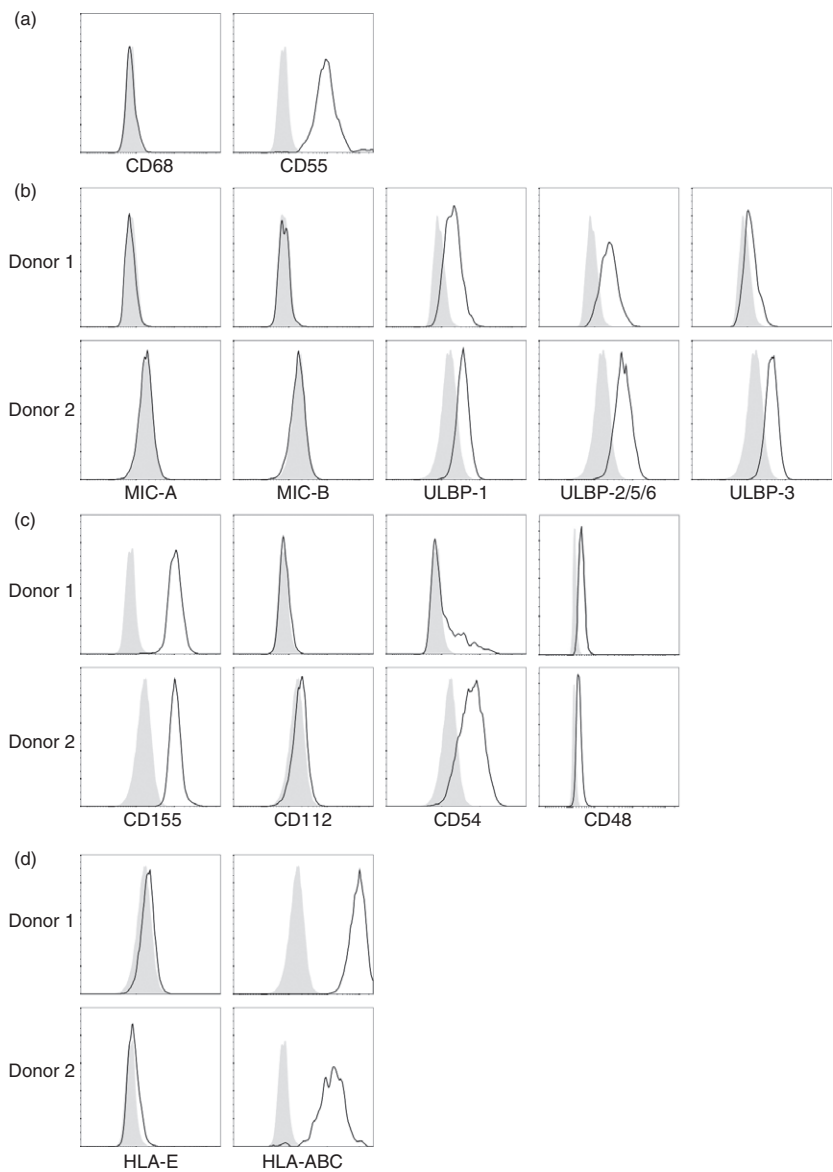 (a)
CD68 CD55
(b)
Donor 1
Donor 2
MIC-A MIC-B ULBP-1 ULBP-2/5/6 ULBP-3
(c)
Donor 1
Donor 2
CD155 CD112 CD54 CD48
(d)
Donor 1
Donor 2
HLA-E HLA-ABC